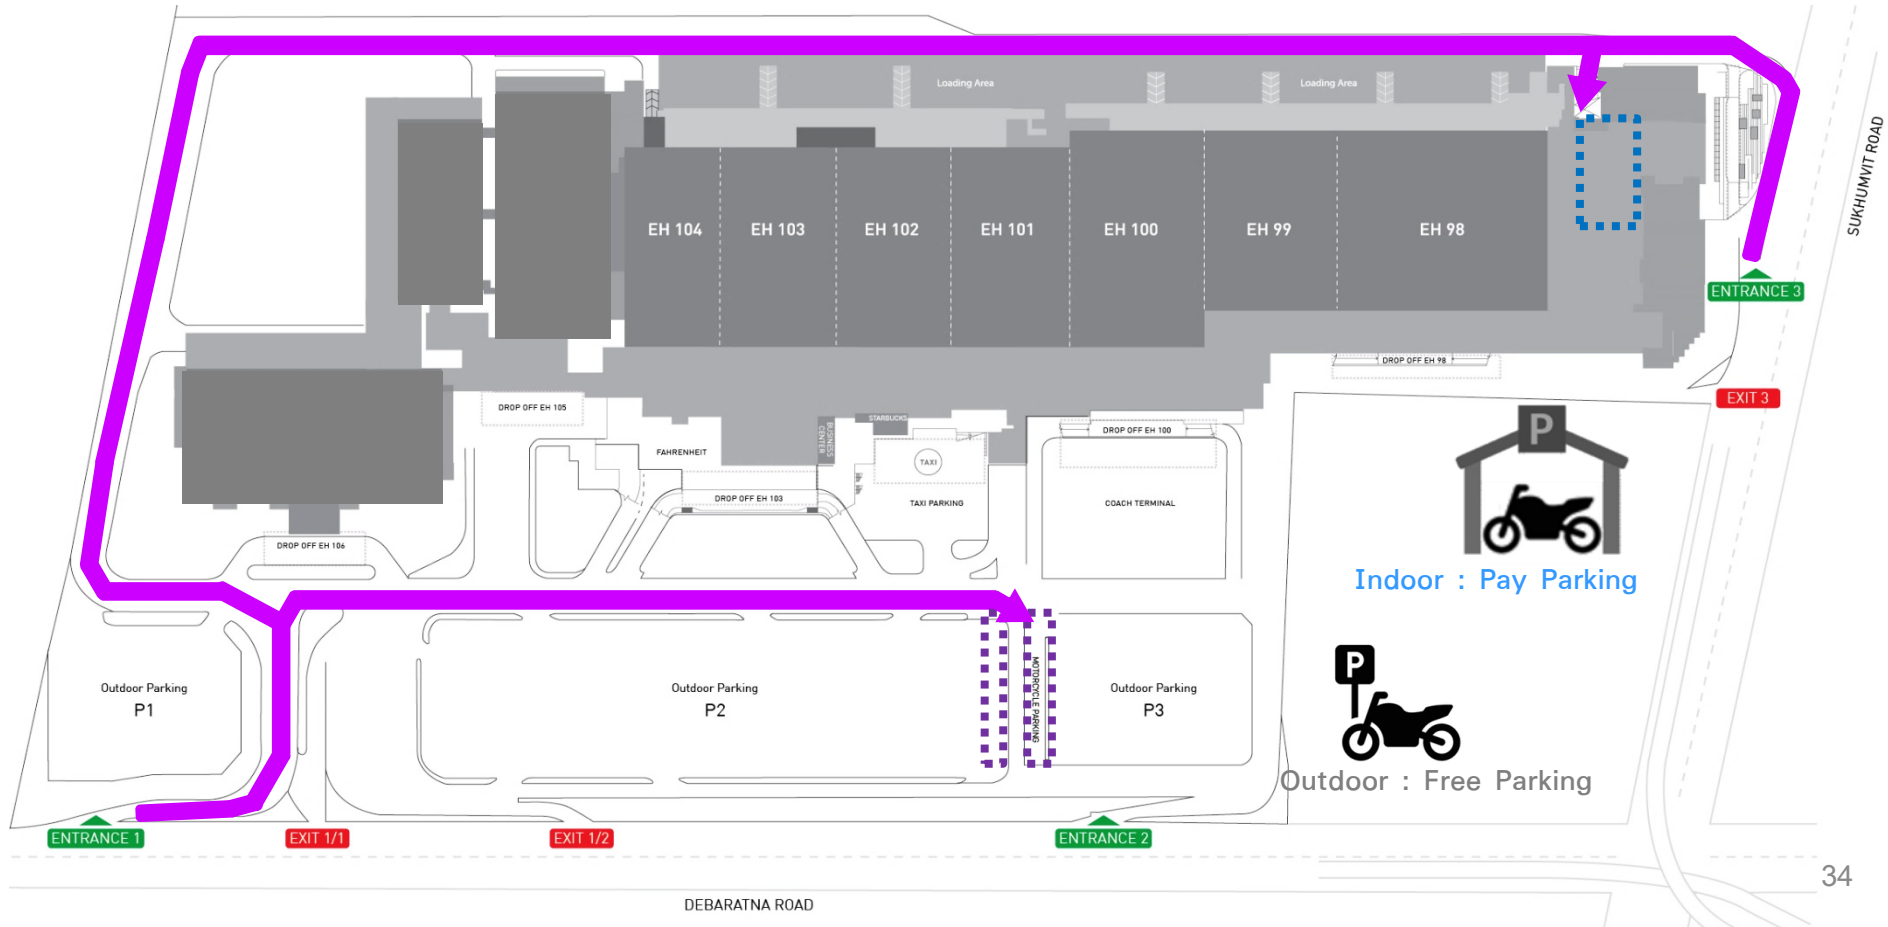 Loading Area
Loading Area
SUKHUMVIT ROAD
EH 104
EH 103
EH 102
EH 101
EH 100
EH 99
EH 98
ENTRANCE 3
DROP OFF EH 98
EXIT 3
DROP OFF EH 105
STARBUCKS
BUSINESS
CENTER
DROP OFF EH 100
P
FAHRENHEIT
TAXI
DROP OFF EH 103
TAXI PARKING
COACH TERMINAL
DROP OFF EH 106
Indoor : Pay Parking
Outdoor Parking
P1
Outdoor Parking
P2
MOTORCYCLE PARKING
Outdoor Parking
P3
P
Outdoor : Free Parking
ENTRANCE 1
EXIT 1/1
EXIT 1/2
ENTRANCE 2
34
DEBARATNA ROAD